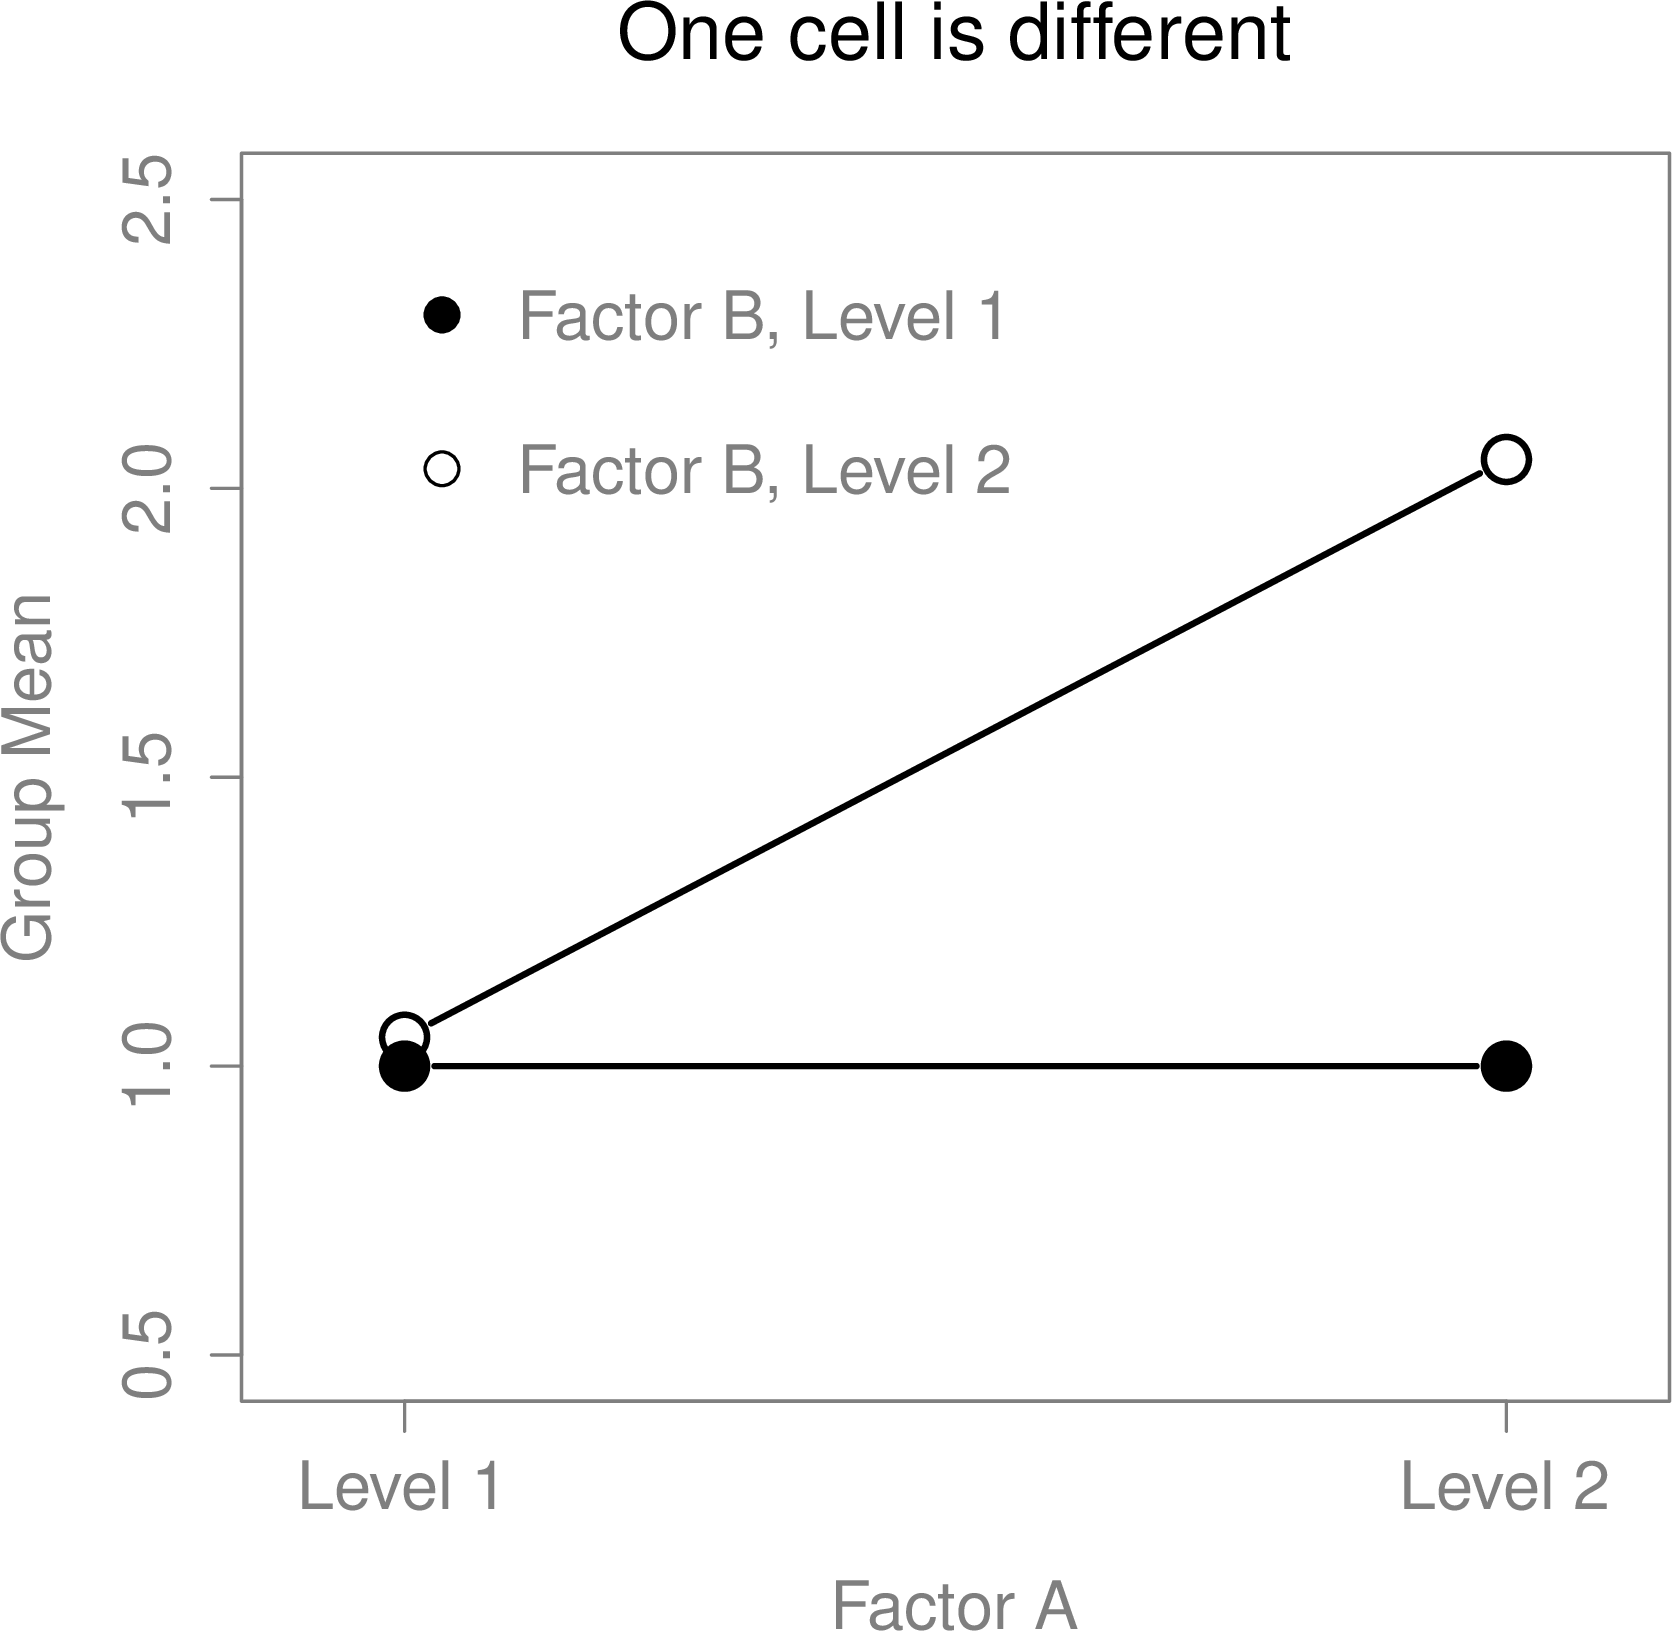 One cell is different
2.5
2.0
1.5
1.0
0.5
Group Mean
Factor B, Level 1
Factor B, Level 2
Level 1
Level 2
Factor A